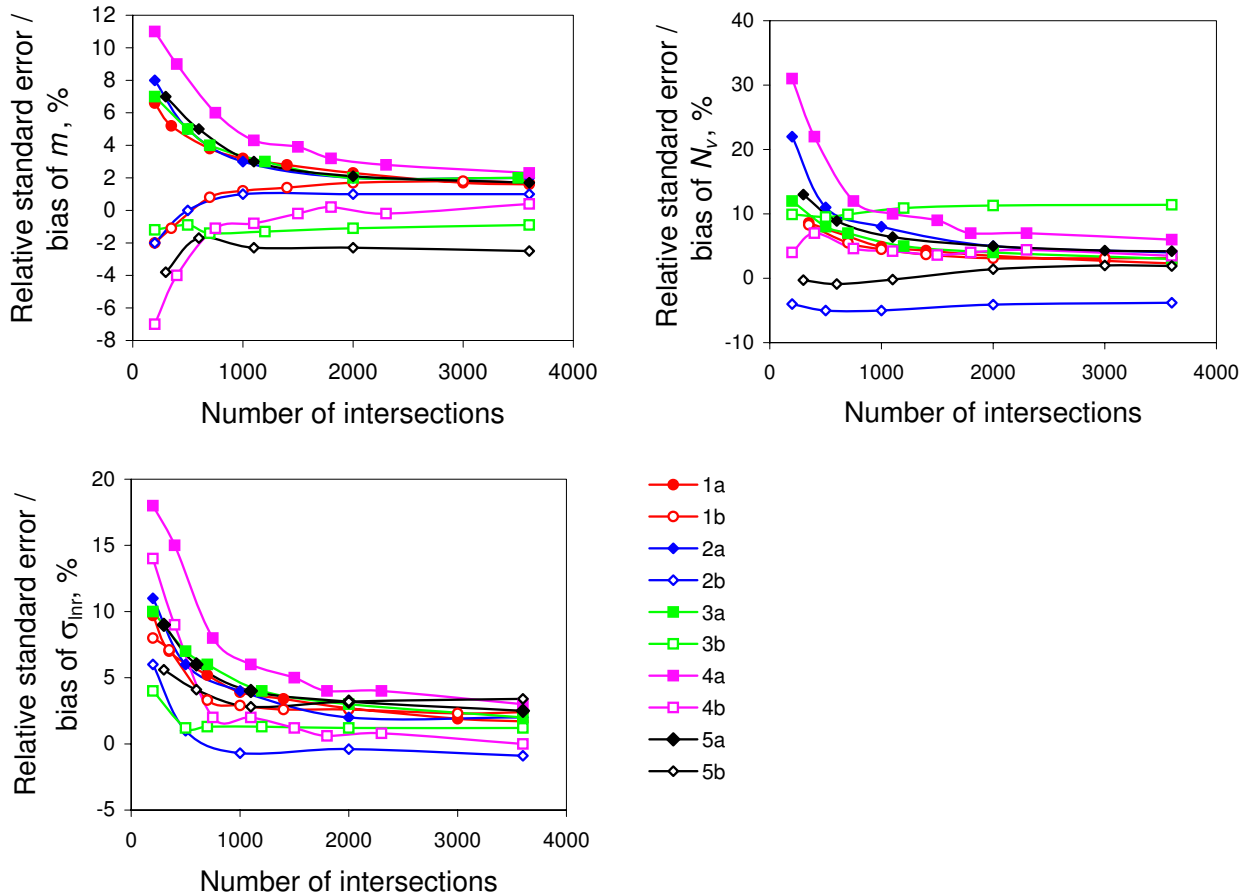 Relative standard error /
bias of m, %
12
10
8
6
4
2
0
-2
-4
-6
-8
0
1000
2000
3000
4000
Number of intersections
Relative standard error /
bias of Nv, %
40
30
20
10
0
-10
0
1000
2000
3000
4000
Number of intersections
Relative standard error /
bias of σlnr, %
20
15
10
5
0
-5
0
1000
2000
3000
4000
Number of intersections
1a
1b
2a
2b
3a
3b
4a
4b
5a
5b